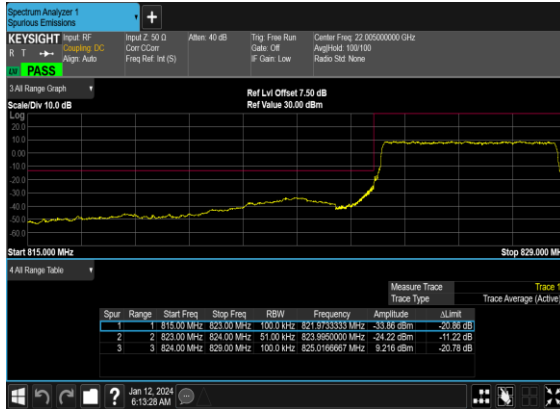 Spectrum Analyzer 1
Spurious Emissions
KEYSIGHT Input: RF Input Z: 50 Ω Atten: 40 dB Trig: Free Run Center Freq: 22.005000000 GHz
R T Coupling: DC Corr CCorr Gate: Off Avg|Hold: 100/100
Align: Auto Freq Ref: Int (S) IF Gain: Low Radio Std: None
PASS
3 All Range Graph
Ref Lvl Offset 7.50 dB
Scale/Div 10.0 dB Ref Value 30.00 dBm
Log
20.0
10.0
0.00
-10.0
-20.0
-30.0
-40.0
-50.0
-60.0
Start 815.000 MHz Stop 829.000 MH
4 All Range Table
Measure Trace Trace 1
Trace Type Trace Average (Active)
Spur Range Start Freq Stop Freq RBW Frequency Amplitude ΔLimit
1 1 815.00 MHz 823.00 MHz 100.0 kHz 821.9733333 MHz -33.86 dBm -20.86 dB
2 2 823.00 MHz 824.00 MHz 51.00 kHz 823.9950000 MHz -24.22 dBm -11.22 dB
3 3 824.00 MHz 829.00 MHz 100.0 kHz 825.0166667 MHz 9.216 dBm -20.78 dB
? Jan 12, 2024
6:13:28 AM